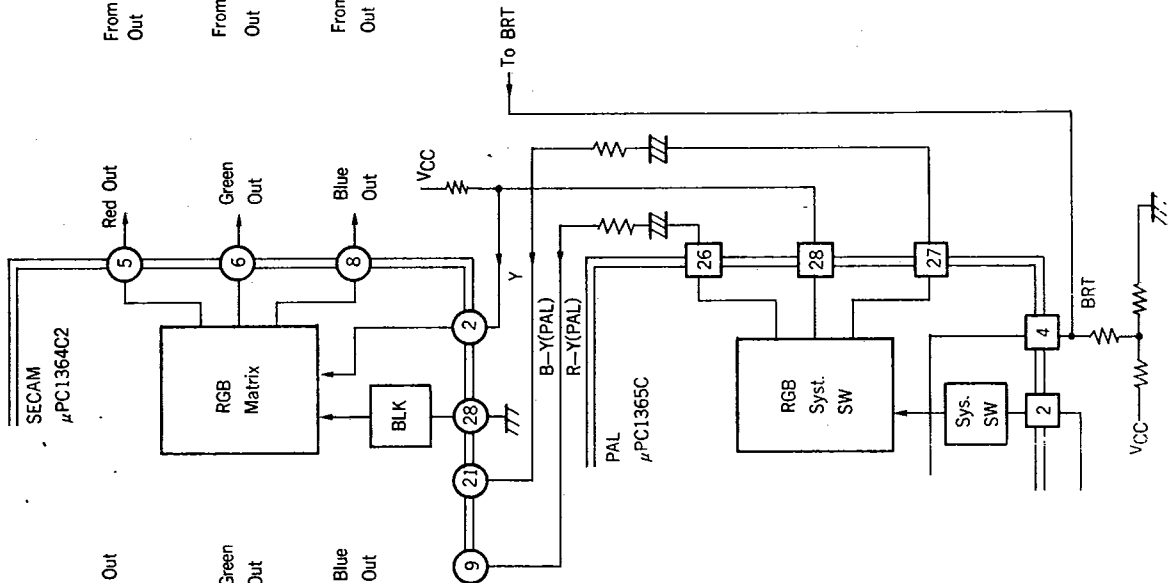 From
Out
From
Out
From
Out
To BRT
Red Out
Green
Out
Blue
Out
VCC
SECAM
μPC1364C2
5
6
8
RGB
Matrix
2
BLK
28
21
9
Y
B–Y(PAL)
R–Y(PAL)
Out
Green
Out
Blue
Out
PAL
μPC1365C
26
28
27
RGB
Syst.
SW
Sys.
SW
4
2
BRT
VCC